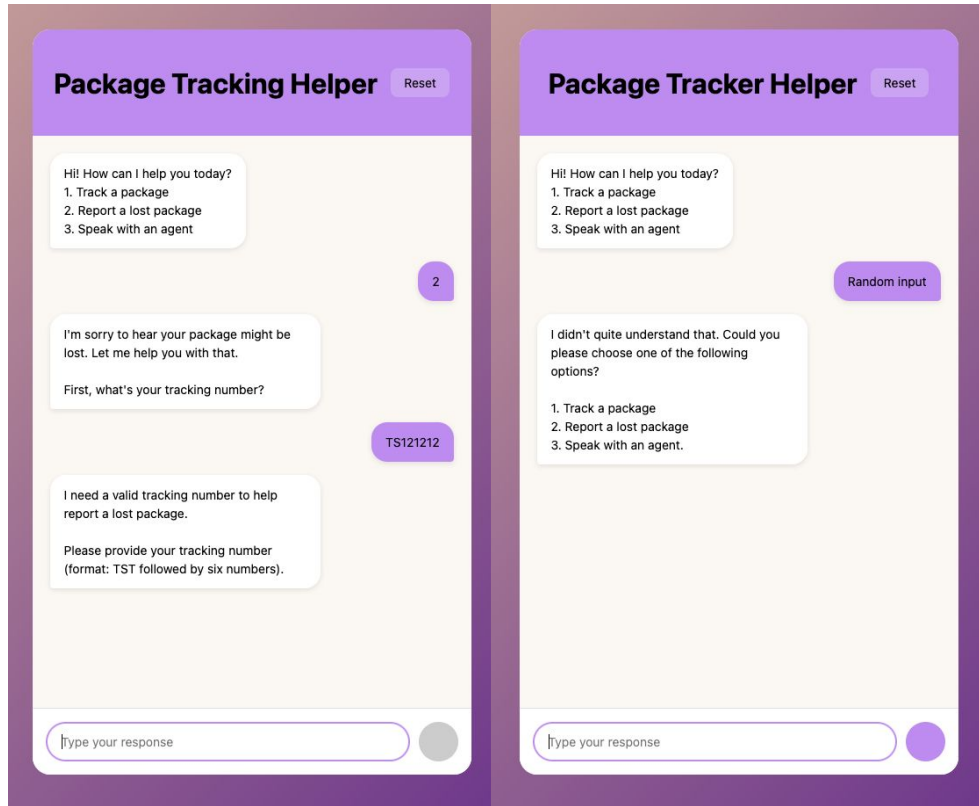 Package Tracking Helper
Reset
Hi! How can I help you today?
1. Track a package
2. Report a lost package
3. Speak with an agent
2
I'm sorry to hear your package might be
lost. Let me help you with that.
First, what's your tracking number?
TS121212
I need a valid tracking number to help
report a lost package.
Please provide your tracking number
(format: TST followed by six numbers).
Type your response
Package Tracker Helper
Reset
Hi! How can I help you today?
1. Track a package
2. Report a lost package
3. Speak with an agent
Random input
I didn't quite understand that. Could you
please choose one of the following
options?
1. Track a package
2. Report a lost package
3. Speak with an agent.
Type your response